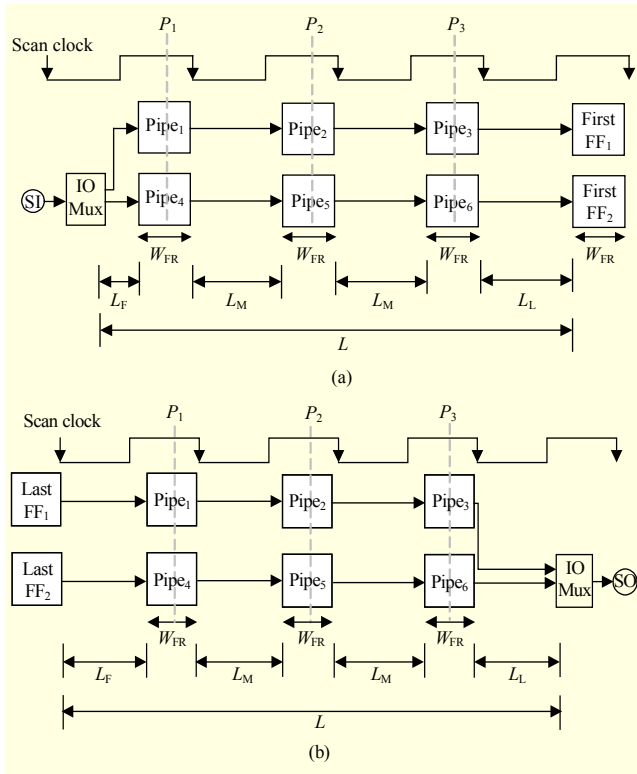 P1 P2 P3
Scan clock
Pipe1 Pipe2 Pipe3 First FF1
SI IO Mux Pipe4 Pipe5 Pipe6 First FF2
WFR WFR WFR WFR
LF LM LM LL
L
(a)
P1 P2 P3
Scan clock
Last FF1 Pipe1 Pipe2 Pipe3
Last FF2 Pipe4 Pipe5 Pipe6 IO Mux SO
WFR WFR WFR
LF LM LM LL
L
(b)